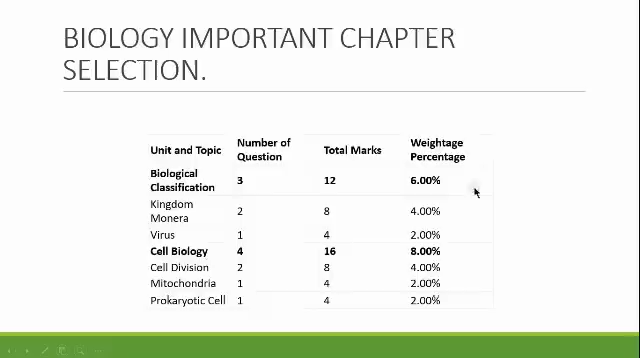 BIOLOGY IMPORTANT CHAPTER
SELECTION.
Unit and Topic Number of Question Total Marks Weightage Percentage
Biological Classification 3 12 6.00%
Kingdom Monera 2 8 4.00%
Virus 1 4 2.00%
Cell Biology 4 16 8.00%
Cell Division 2 8 4.00%
Mitochondria 1 4 2.00%
Prokaryotic Cell 1 4 2.00%